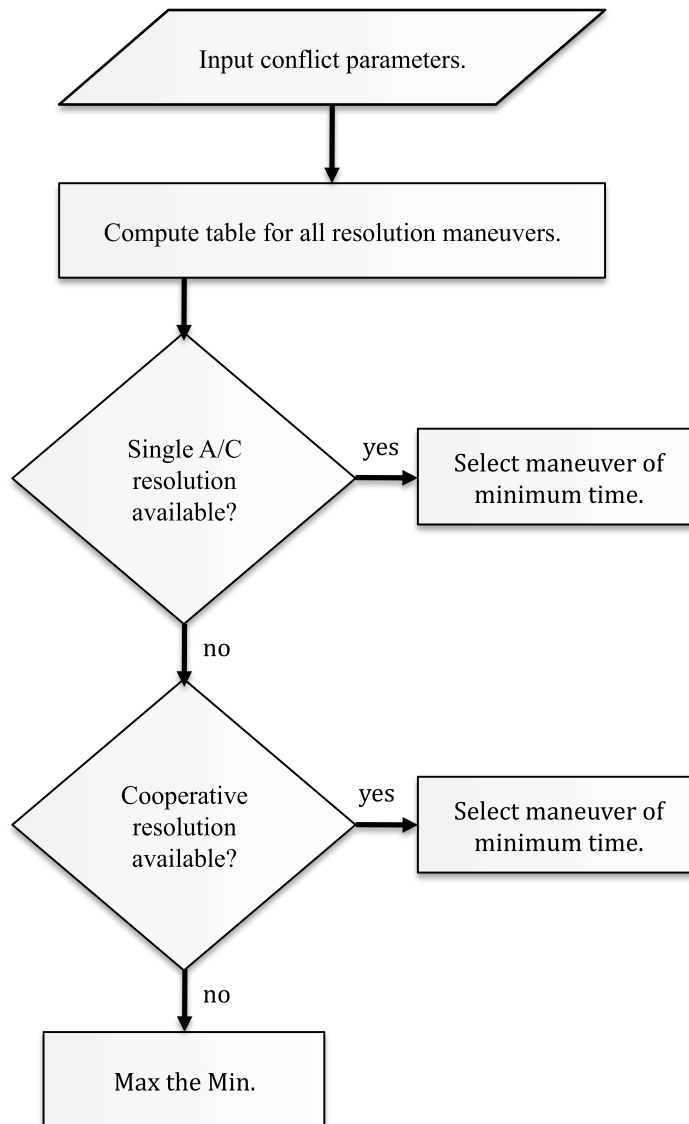 Input conflict parameters.
Compute table for all resolution maneuvers.
Single A/C
resolution
available?
yes
Select maneuver of
minimum time.
no
Cooperative
resolution
available?
yes
Select maneuver of
minimum time.
no
Max the Min.